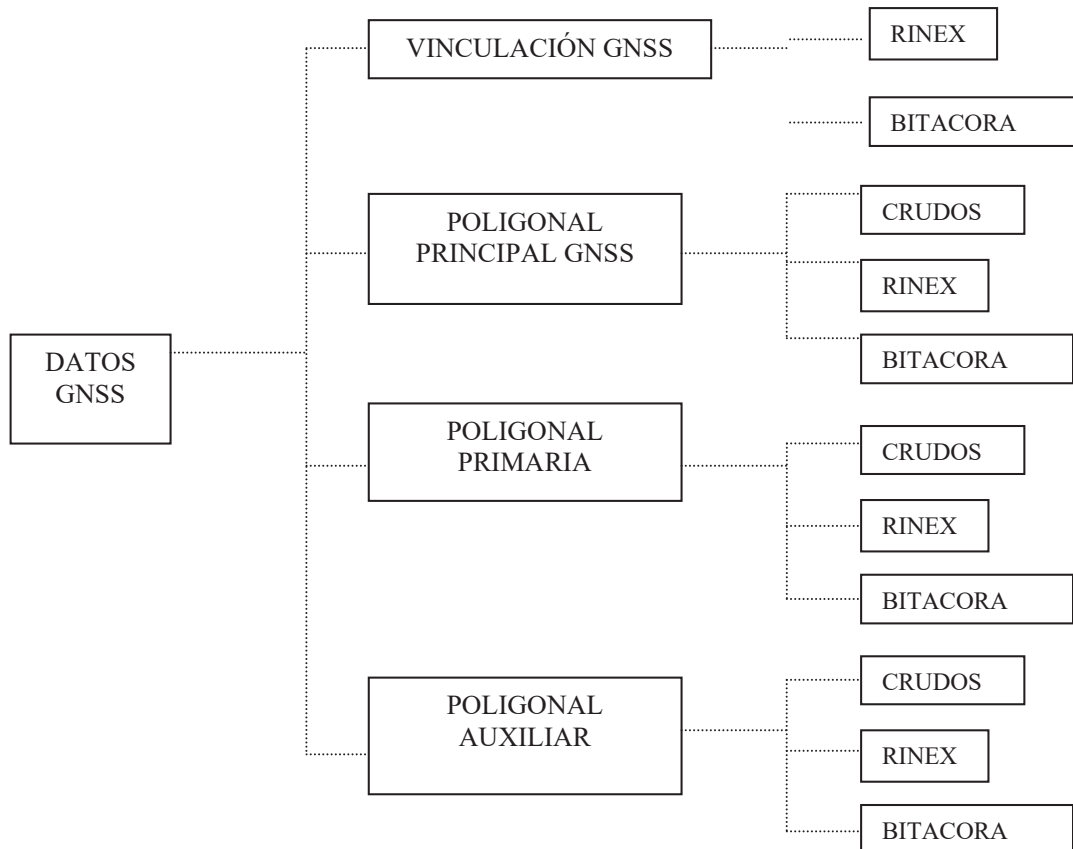 DATOS
GNSS
VINCULACIÓN GNSS
RINEX
BITACORA
POLIGONAL
PRINCIPAL GNSS
CRUDOS
RINEX
BITACORA
POLIGONAL
PRIMARIA
CRUDOS
RINEX
BITACORA
POLIGONAL
AUXILIAR
CRUDOS
RINEX
BITACORA